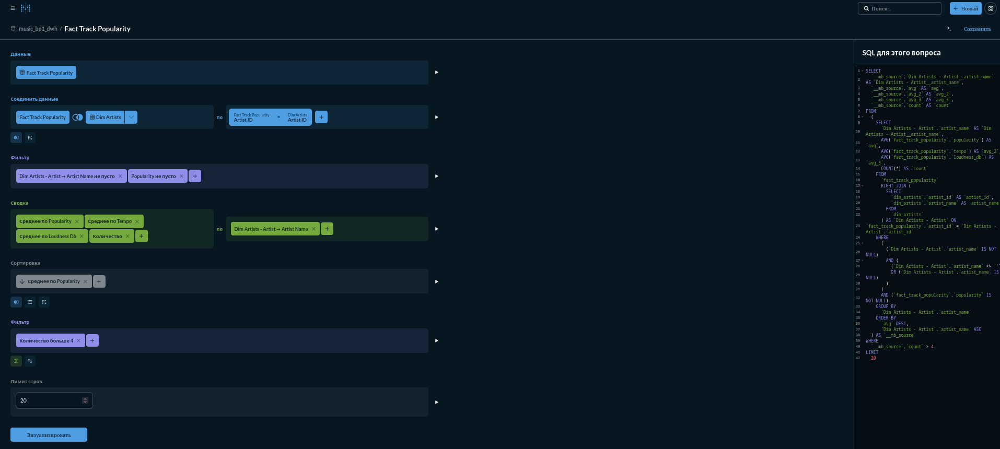 Поиск...
+ Новый
music_bp1_dwh / Fact Track Popularity
Сохранить
Данные
Fact Track Popularity
Соединить данные
Fact Track Popularity
Dim Artists
по
Fact Track Popularity
Artist ID
=
Dim Artists
Artist ID
+
Фильтр
Dim Artists - Artist → Artist Name не пусто
Popularity не пусто
+
Сводка
Среднее по Popularity
Среднее по Tempo
Среднее по Loudness Db
Количество
+
по
Dim Artists - Artist → Artist Name
+
Сортировка
↓ Среднее по Popularity
+
Фильтр
Количество больше 4
+
Лимит строк
20
Визуализировать
SQL для этого вопроса
1 SELECT
2 `__mb_source`.`Dim Artists - Artist__artist_name`
AS `Dim Artists - Artist__artist_name`,
3 `__mb_source`.`avg` AS `avg`,
4 `__mb_source`.`avg_2` AS `avg_2`,
5 `__mb_source`.`avg_3` AS `avg_3`,
6 `__mb_source`.`count` AS `count`
7 FROM
8 (
9 SELECT
10 `Dim Artists - Artist`.`artist_name` AS `Dim
Artists - Artist__artist_name`,
11 AVG(`fact_track_popularity`.`popularity`) AS
`avg`,
12 AVG(`fact_track_popularity`.`tempo`) AS `avg_2`,
13 AVG(`fact_track_popularity`.`loudness_db`) AS
`avg_3`,
14 COUNT(*) AS `count`
15 FROM
16 `fact_track_popularity`
17 RIGHT JOIN (
18 SELECT
19 `dim_artists`.`artist_id` AS `artist_id`,
20 `dim_artists`.`artist_name` AS `artist_name
21 FROM
22 `dim_artists`
23 ) AS `Dim Artists - Artist` ON
`fact_track_popularity`.`artist_id` = `Dim Artists -
Artist`.`artist_id`
24 WHERE
25 (
26 (`Dim Artists - Artist`.`artist_name` IS NOT
NULL)
27 AND (
28 (`Dim Artists - Artist`.`artist_name` <> '')
29 OR (`Dim Artists - Artist`.`artist_name` IS
NULL)
30 )
31 )
32 AND (`fact_track_popularity`.`popularity` IS
NOT NULL)
33 GROUP BY
34 `Dim Artists - Artist`.`artist_name`
35 ORDER BY
36 `avg` DESC,
37 `Dim Artists - Artist`.`artist_name` ASC
38 ) AS `__mb_source`
39 WHERE
40 `__mb_source`.`count` > 4
41 LIMIT
42 20